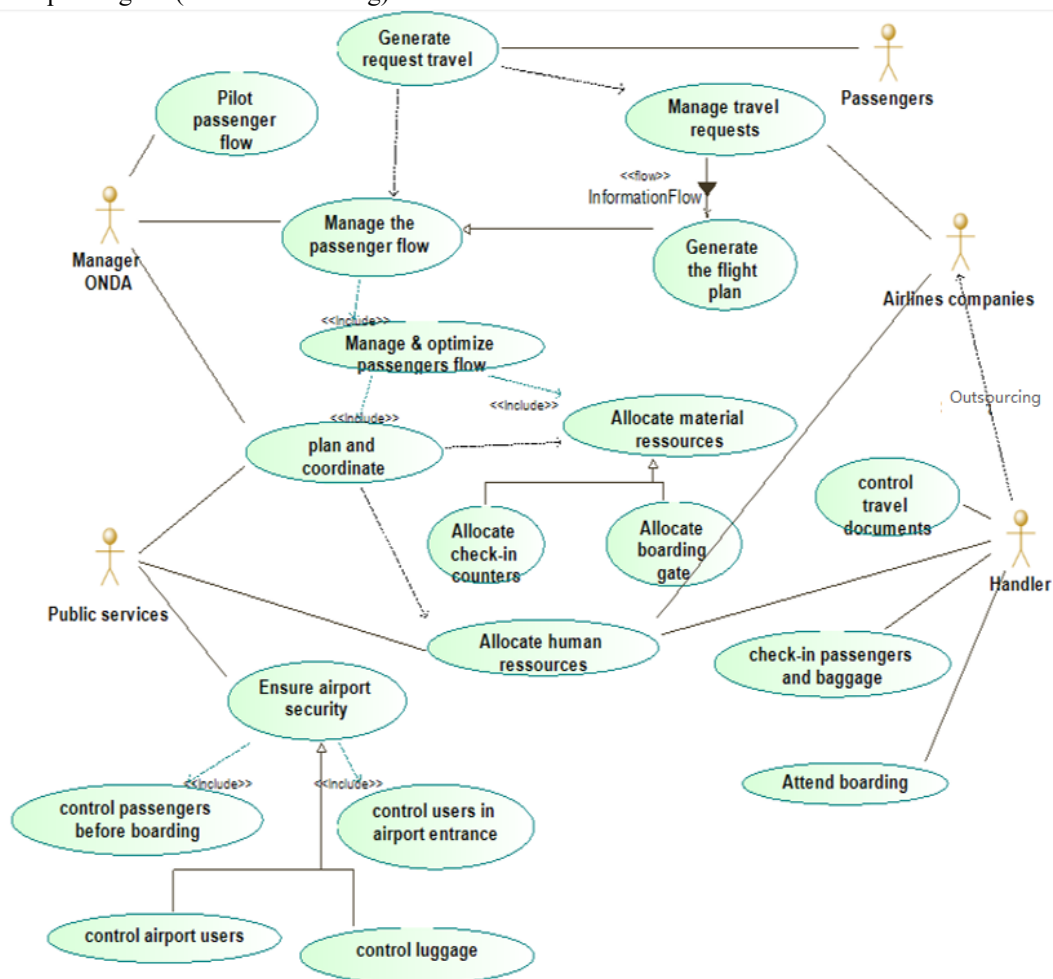 Generate
request travel
Passengers
Pilot
passenger
flow
Manage travel
requests
<<flow>>
InformationFlow
Manager
ONDA
Manage the
passenger flow
Generate
the flight
plan
Airlines companies
<<include>>
Manage & optimize
passengers flow
<<include>>
<<include>>
Outsourcing
Allocate material
ressources
plan and
coordinate
control
travel
documents
Allocate
check-in
counters
Allocate
boarding
gate
Handler
Public services
Allocate human
ressources
check-in passengers
and baggage
Ensure airport
security
<<include>>
<<include>>
Attend boarding
control passengers
before boarding
control users in
airport entrance
control airport users
control luggage